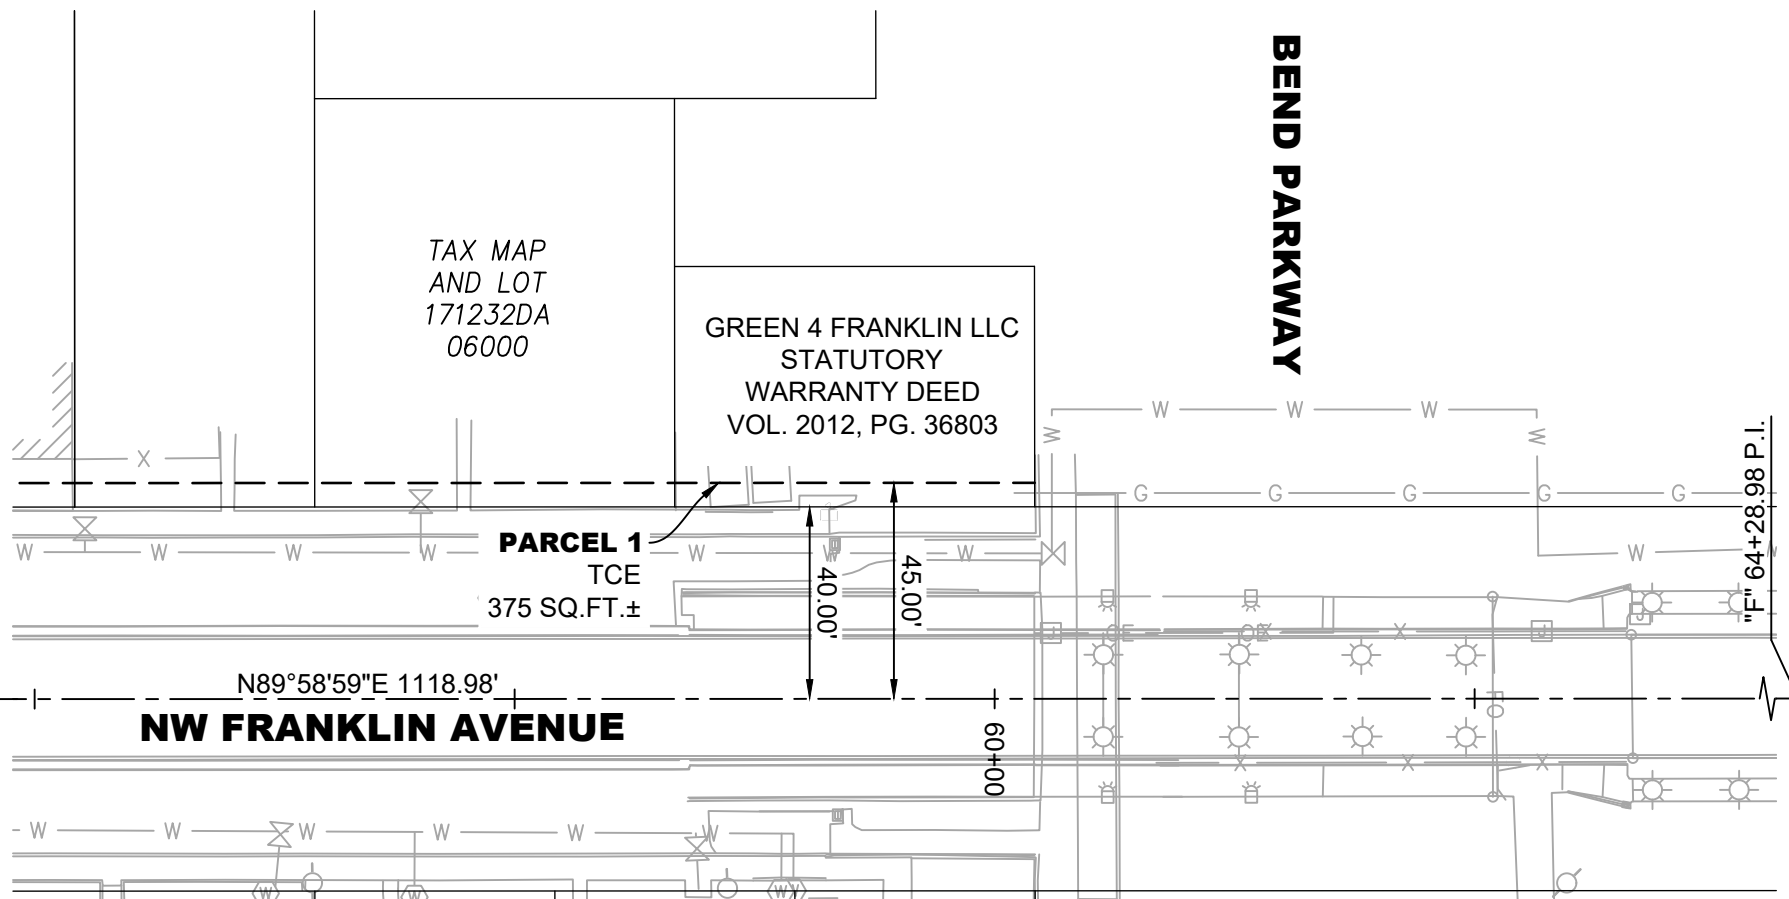 BEND PARKWAY
TAX MAP
AND LOT
171232DA
06000
GREEN 4 FRANKLIN LLC
STATUTORY
WARRANTY DEED
VOL. 2012, PG. 36803
W W W
W
W
X
G G G G G
"F" 64+28.98 P.I.
PARCEL 1
TCE
375 SQ.FT.±
W W W W W W W W
40.00'
45.00'
J
X X
J
J
N89°58'59"E 1118.98'
NW FRANKLIN AVENUE
60+00
X X X
W W W W W W
W W W